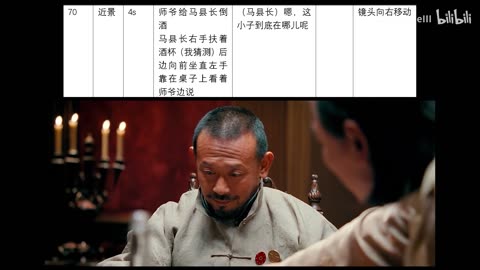 70
近景
4s
师爷给马县长倒
酒
马县长右手扶着
酒杯（我猜测）后
边向前坐直左手
靠在桌子上看着
师爷边说
（马县长）嗯，这
小子到底在哪儿呢
镜头向右移动
elll
bilibili